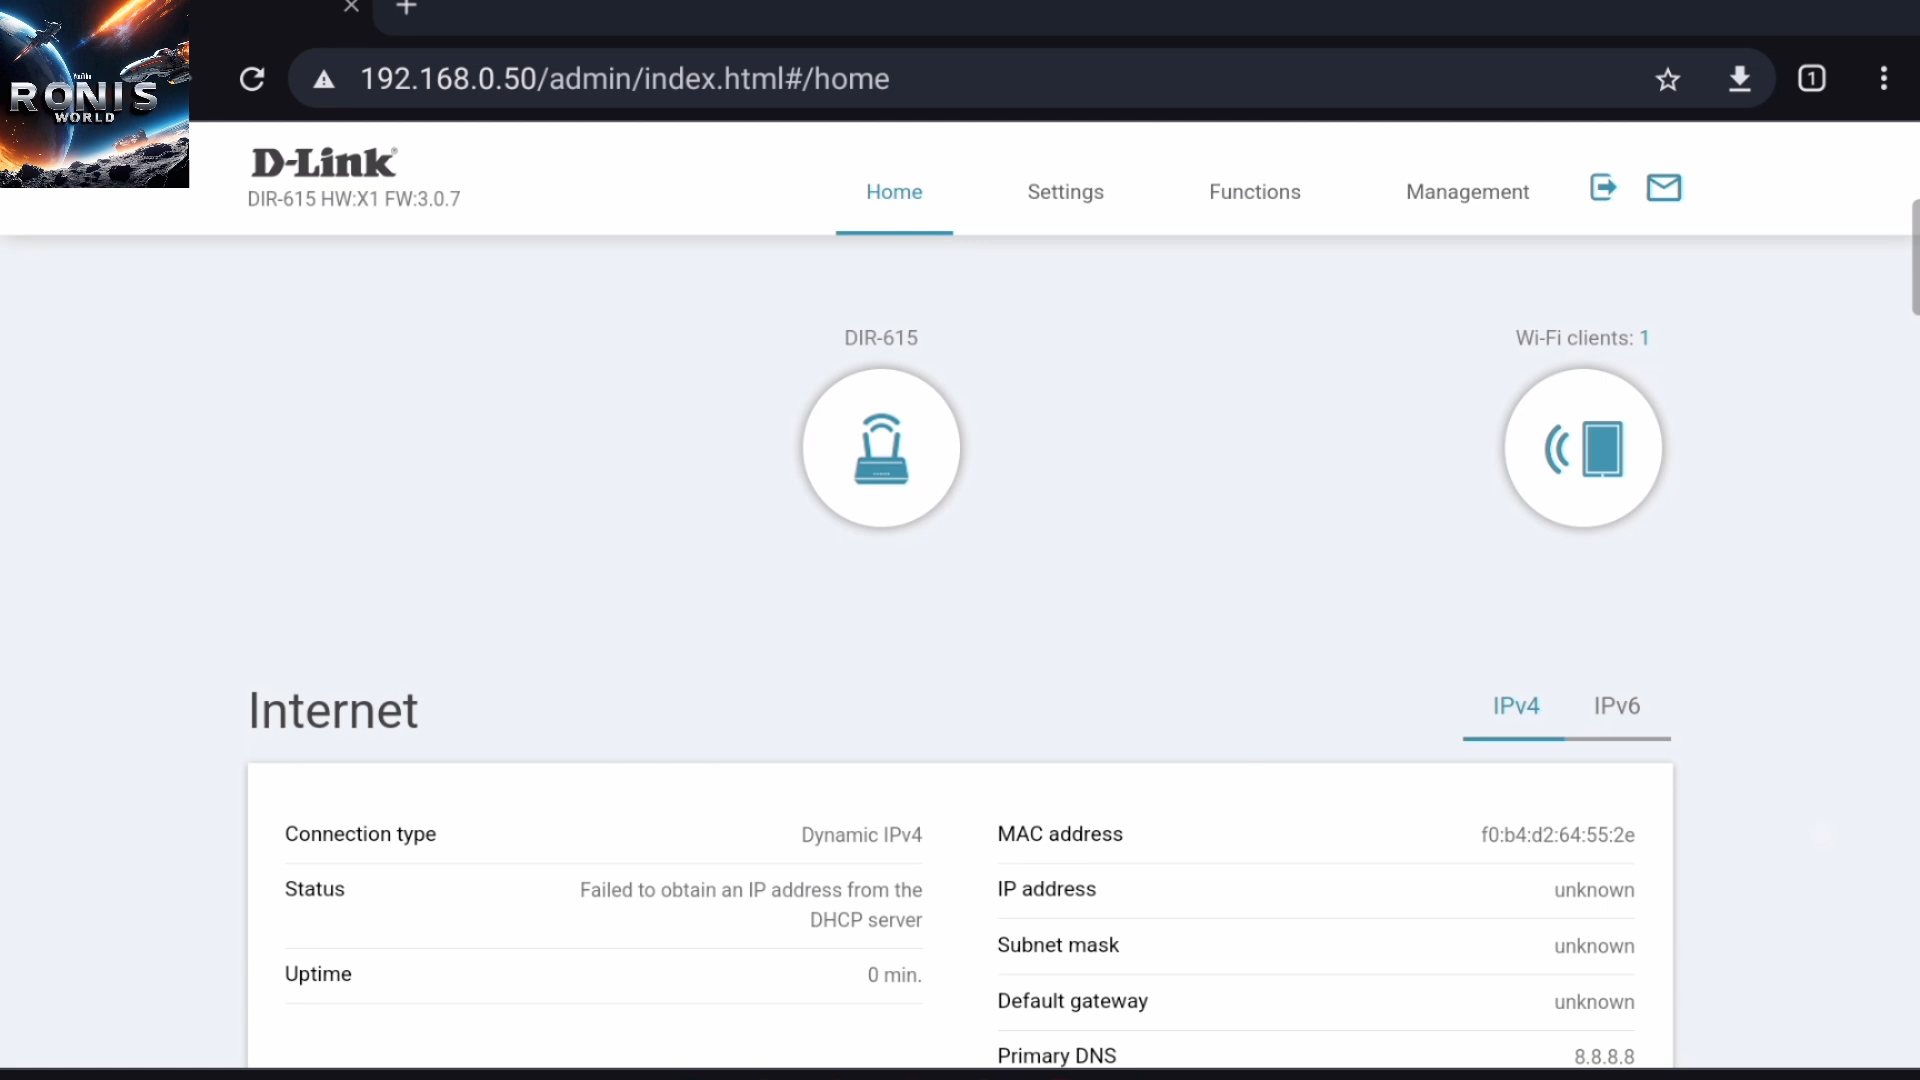 YouTube
RONIS
WORLD
192.168.0.50/admin/index.html#/home
1
D-Link®
DIR-615 HW:X1 FW:3.0.7
Home
Settings
Functions
Management
DIR-615
Wi-Fi clients: 1
Internet
IPv4
IPv6
Connection type
Dynamic IPv4
Status
Failed to obtain an IP address from the
DHCP server
Uptime
0 min.
MAC address
f0:b4:d2:64:55:2e
IP address
unknown
Subnet mask
unknown
Default gateway
unknown
Primary DNS
8.8.8.8